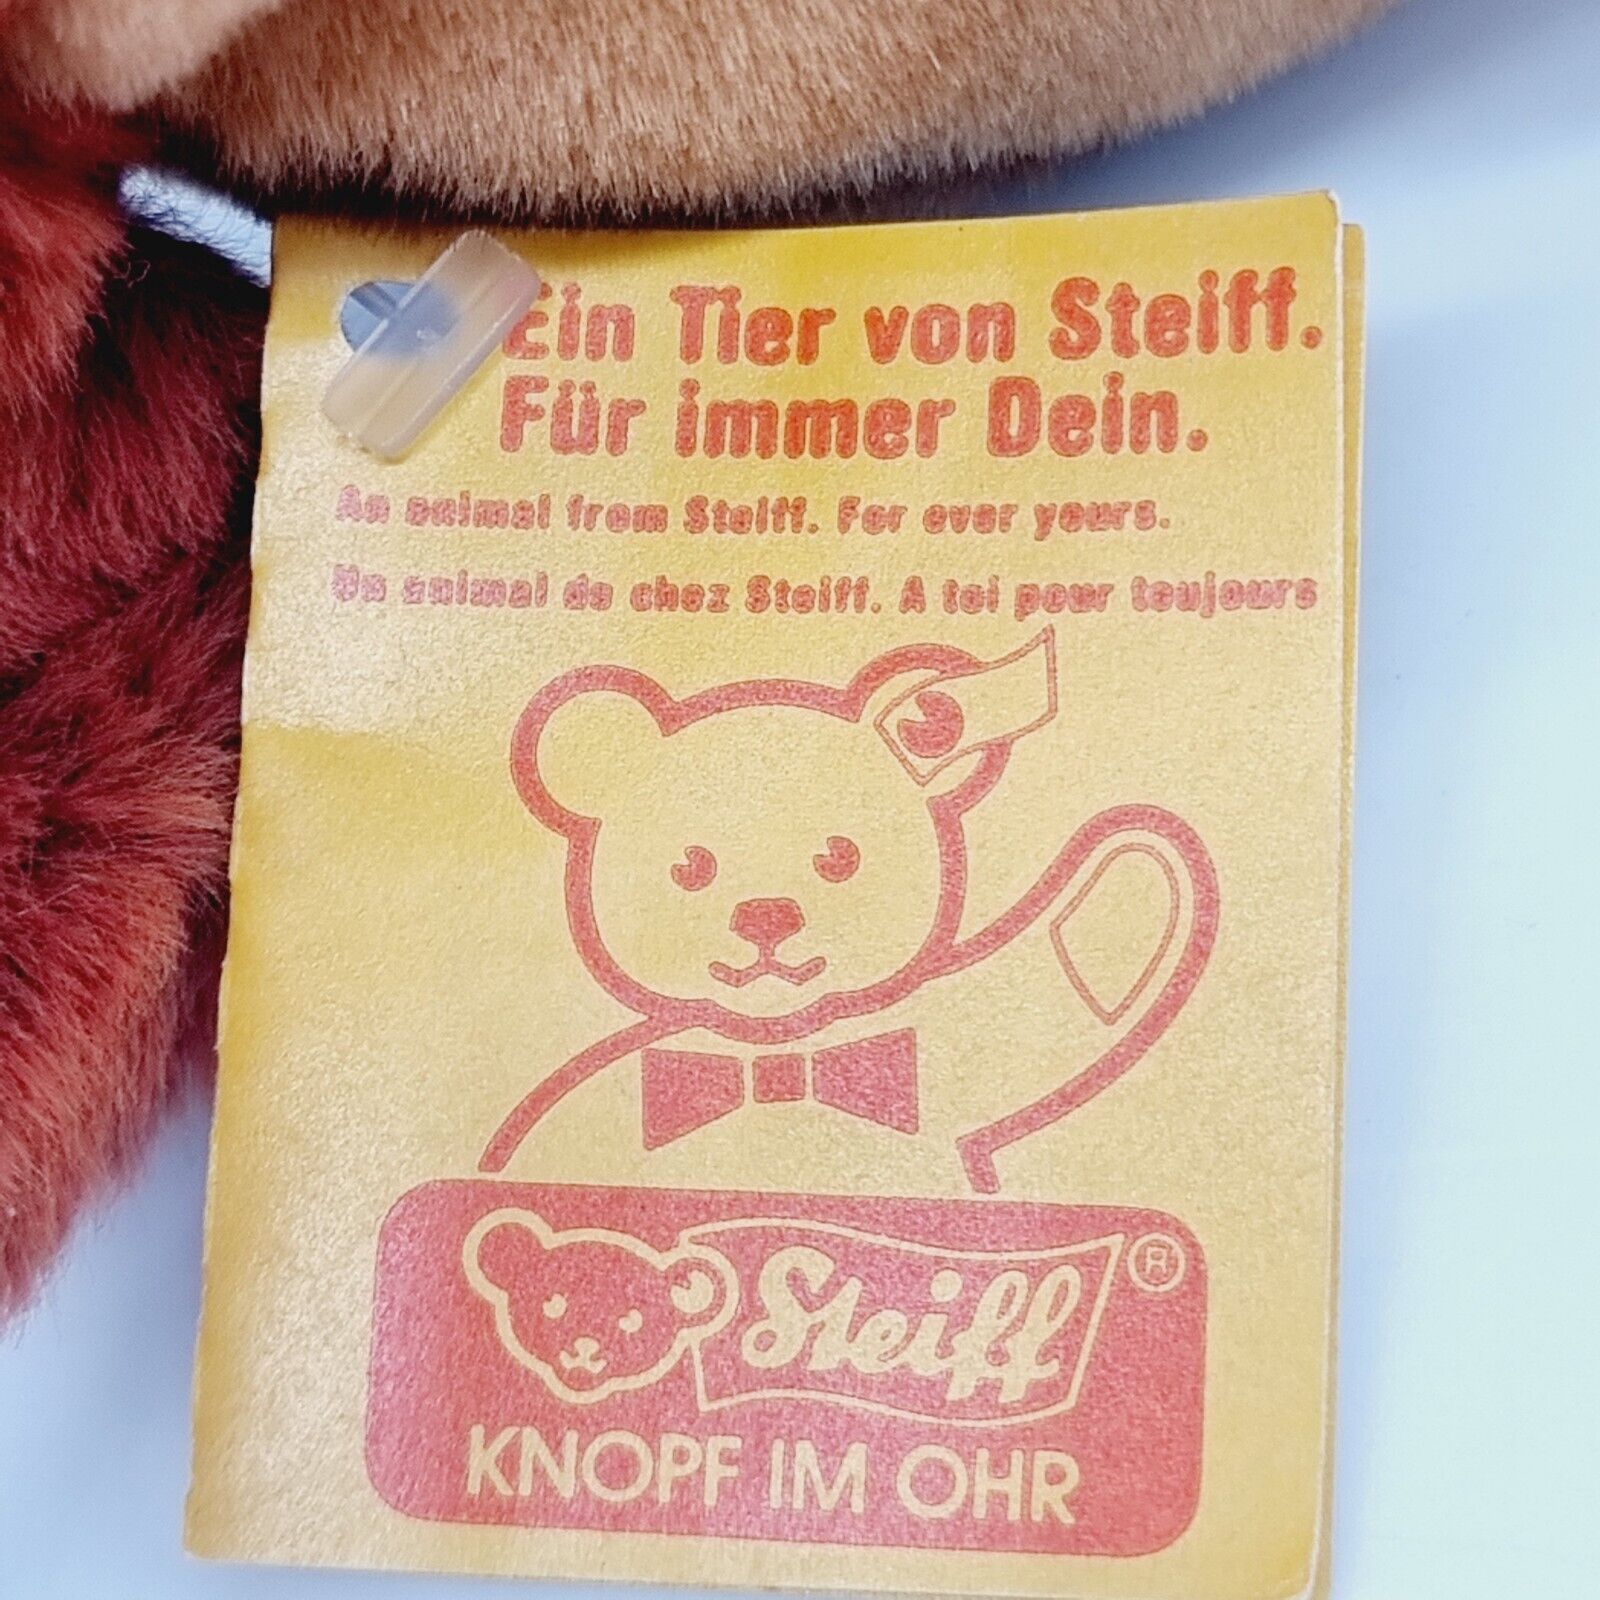 Ein Tier von Steiff.
Für immer Dein.
An animal from Steiff. For ever yours.
Un animal de chez Steiff. A toi pour toujours
Steiff ®
KNOPF IM OHR